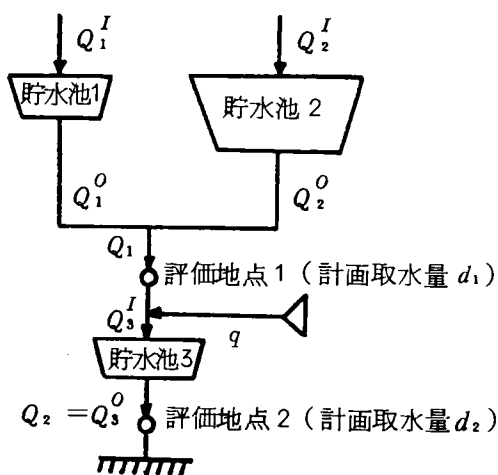 Q₁ᴵ
Q₂ᴵ
貯水池1
貯水池 2
Q₁ᴼ
Q₂ᴼ
Q₁
評価地点1（計画取水量 d₁）
Q₃ᴵ
q
貯水池3
Q₂ =Q₃ᴼ
評価地点 2（計画取水量d₂）